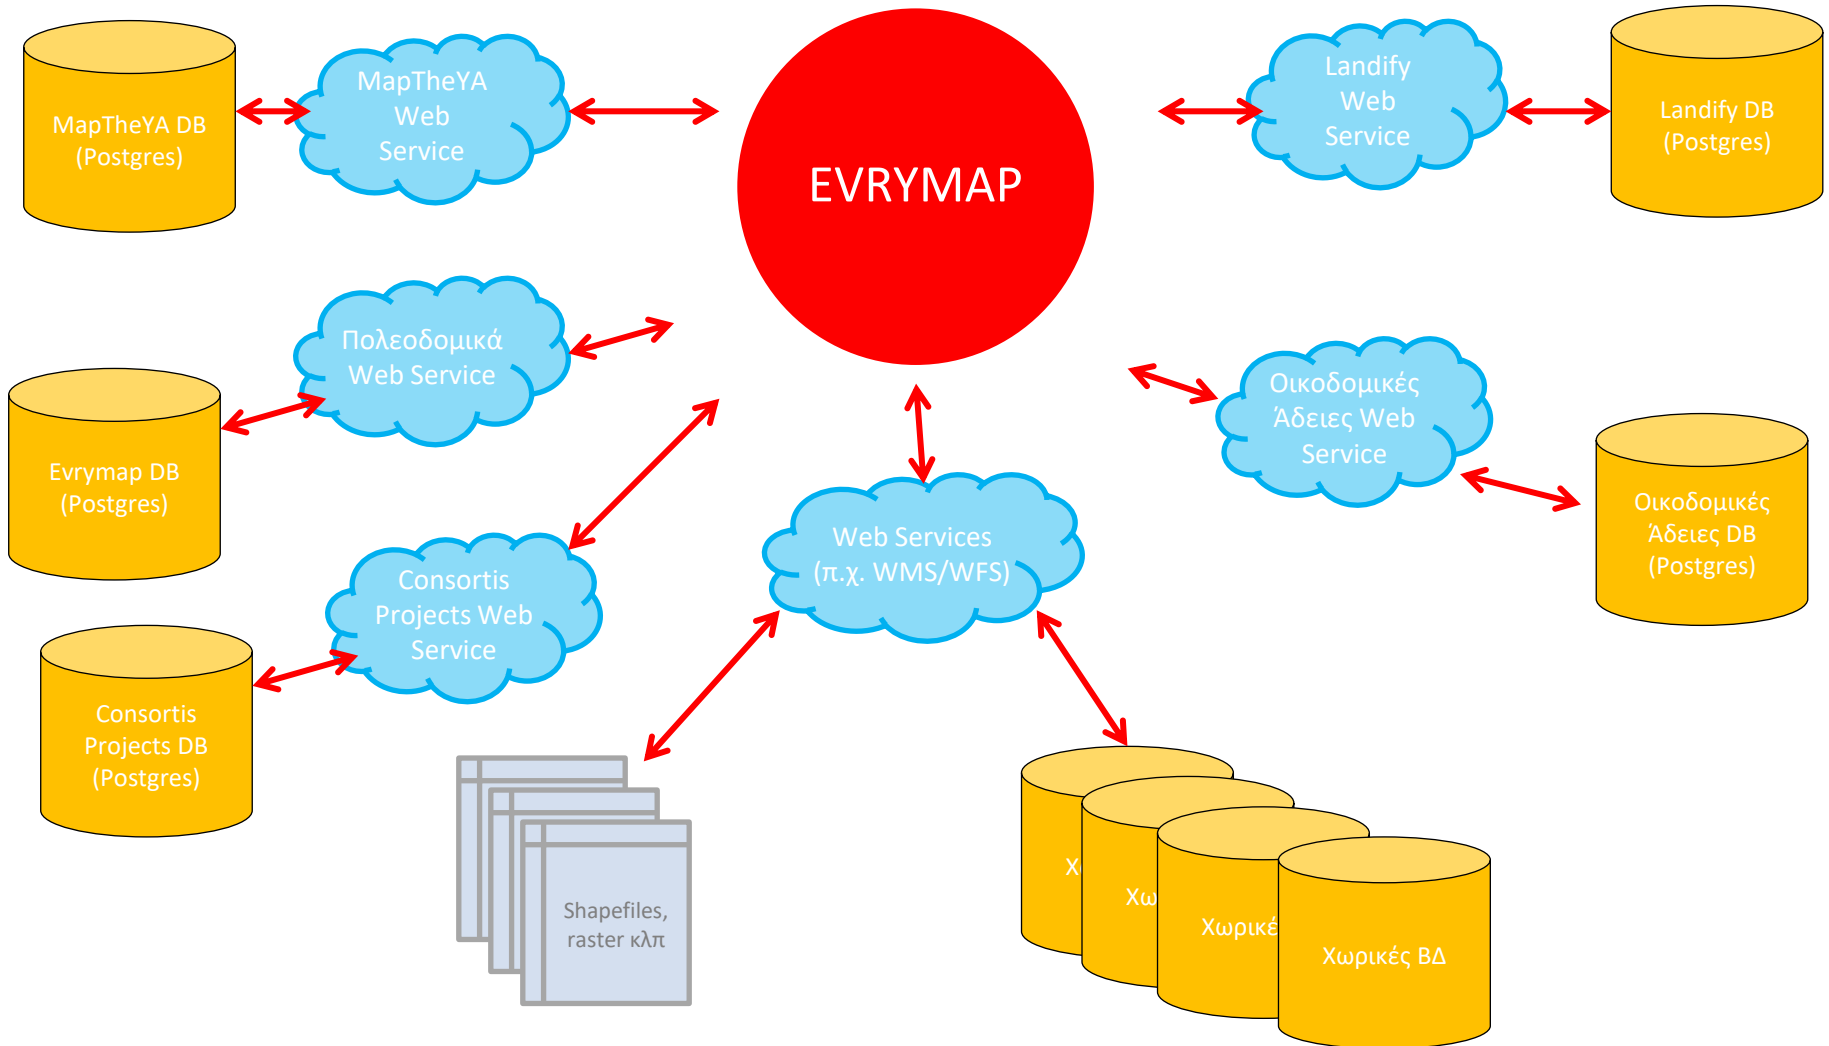 MapTheYA DB
(Postgres)
MapTheYA
Web
Service
EVRYMAP
Landify
Web
Service
Landify DB
(Postgres)
Πολεοδομικά
Web Service
Evrymap DB
(Postgres)
Οικοδομικές
Άδειες Web
Service
Οικοδομικές
Άδειες DB
(Postgres)
Consortis
Projects Web
Service
Web Services
(π.χ. WMS/WFS)
Consortis
Projects DB
(Postgres)
Shapefiles,
raster κλπ
Χωρικές ΒΔ